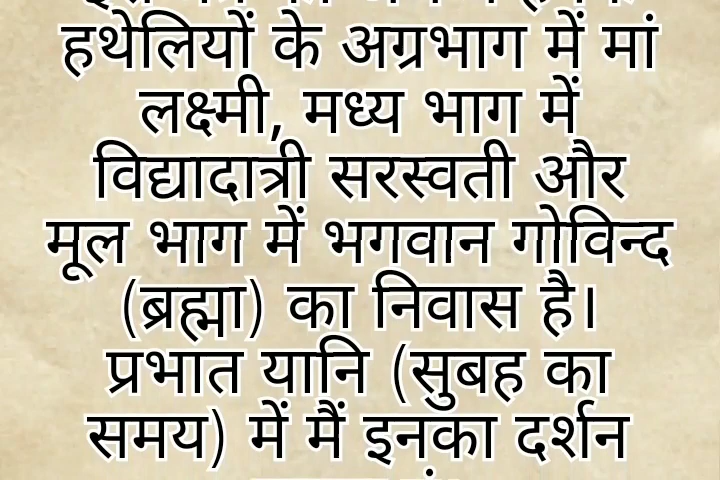 हथेलियों के अग्रभाग में मां
लक्ष्मी, मध्य भाग में
विद्यादात्री सरस्वती और
मूल भाग में भगवान गोविन्द
(ब्रह्मा) का निवास है।
प्रभात यानि (सुबह का
समय) में मैं इनका दर्शन